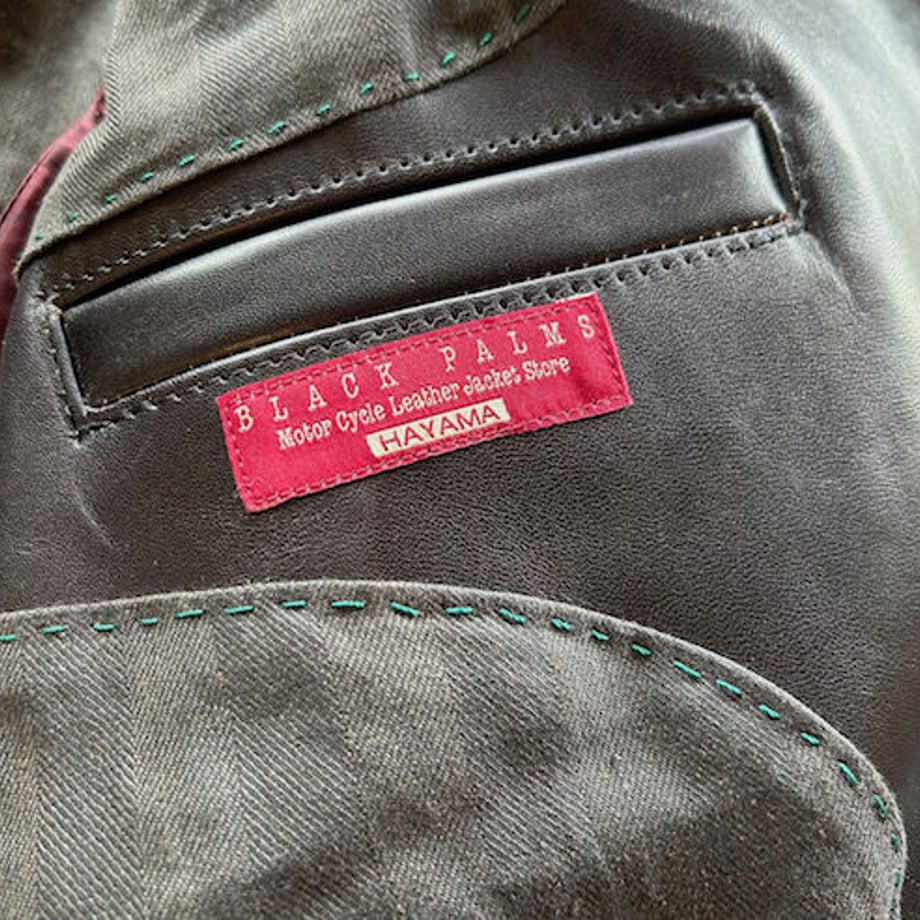 BLACK PALMS
Motor Cycle Leather Jacket Store
HAYAMA